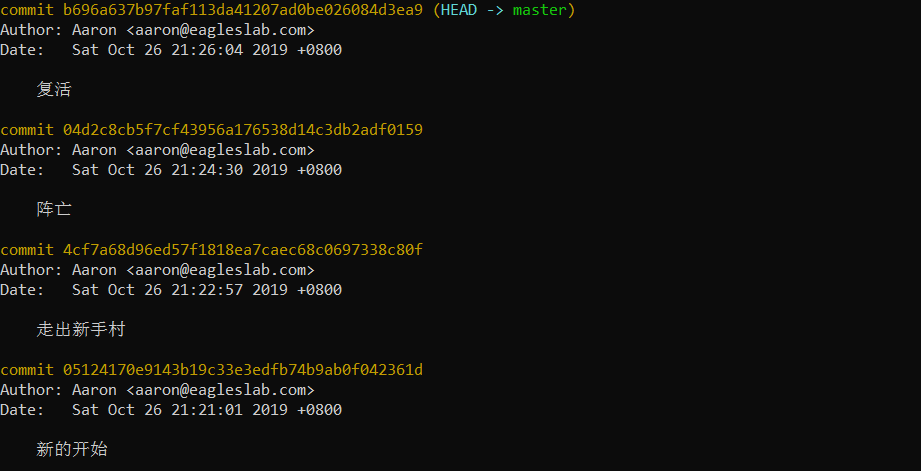 commit b696a637b97faf113da41207ad0be026084d3ea9 (HEAD -> master)
Author: Aaron <aaron@eagleslab.com>
Date:   Sat Oct 26 21:26:04 2019 +0800
复活
commit 04d2c8cb5f7cf43956a176538d14c3db2adf0159
Author: Aaron <aaron@eagleslab.com>
Date:   Sat Oct 26 21:24:30 2019 +0800
阵亡
commit 4cf7a68d96ed57f1818ea7caec68c0697338c80f
Author: Aaron <aaron@eagleslab.com>
Date:   Sat Oct 26 21:22:57 2019 +0800
走出新手村
commit 05124170e9143b19c33e3edfb74b9ab0f042361d
Author: Aaron <aaron@eagleslab.com>
Date:   Sat Oct 26 21:21:01 2019 +0800
新的开始